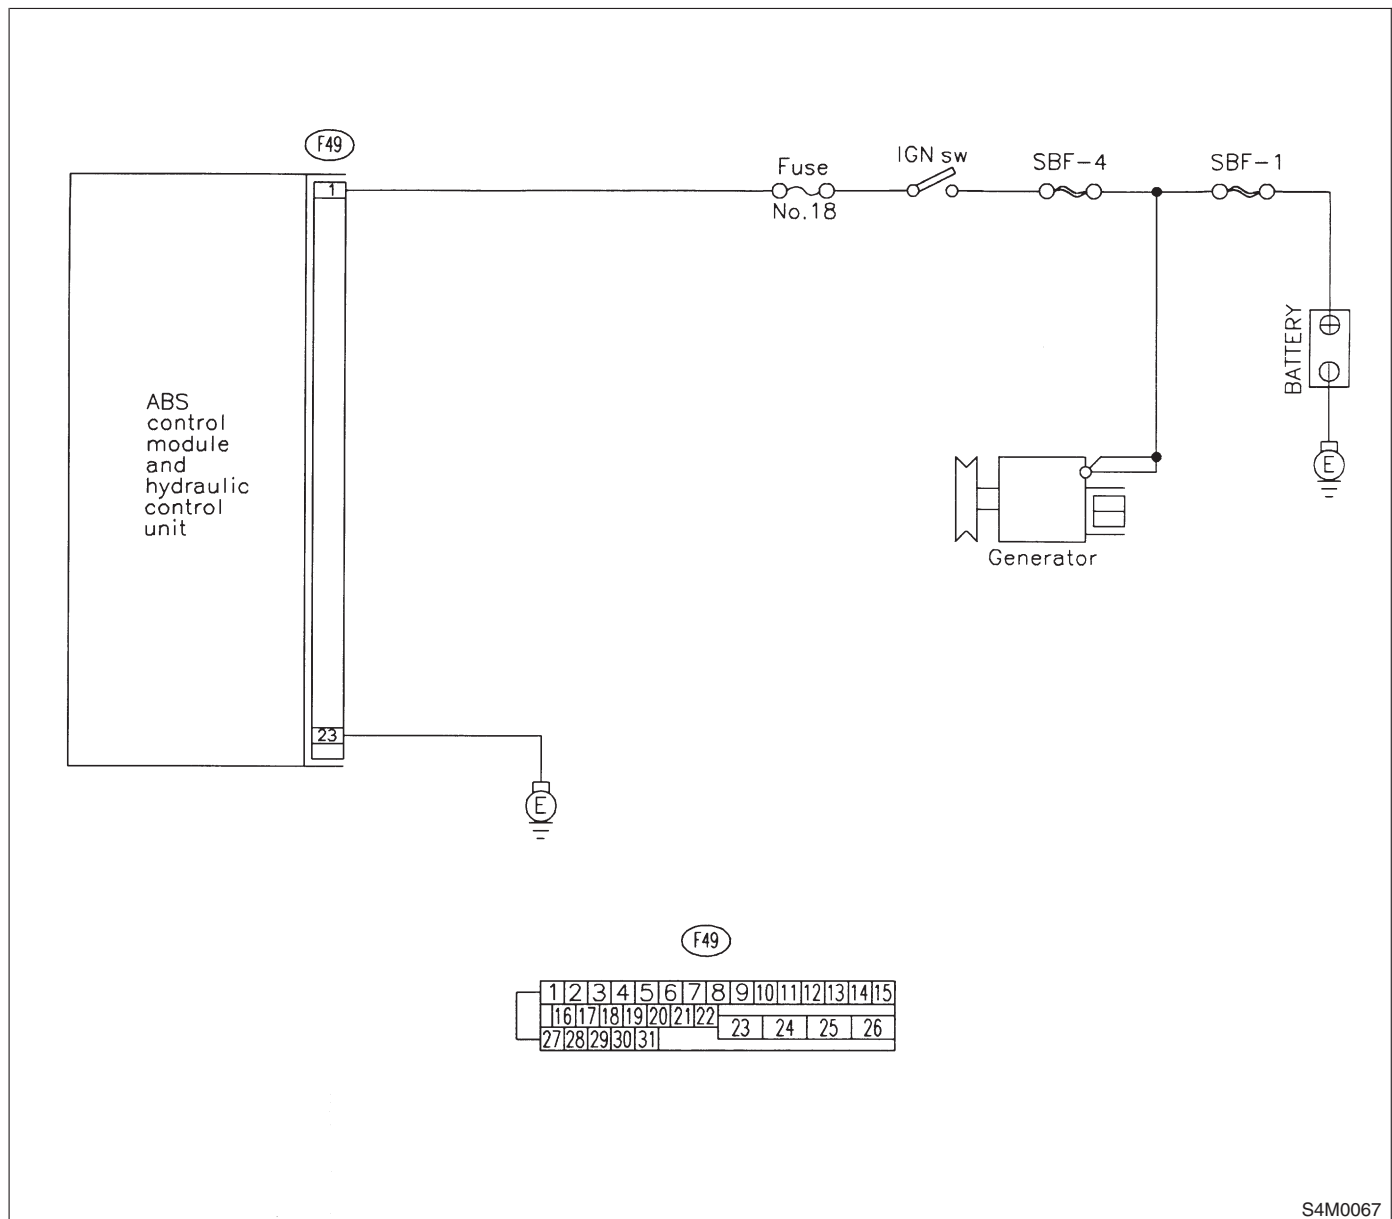 F49
1
Fuse
No.18
IGN sw
SBF-4
SBF-1
BATTERY
ABS
control
module
and
hydraulic
control
unit
Generator
E
23
E
F49
1 2 3 4 5 6 7 8 9 10 11 12 13 14 15
16 17 18 19 20 21 22
23 24 25 26
27 28 29 30 31
S4M0067